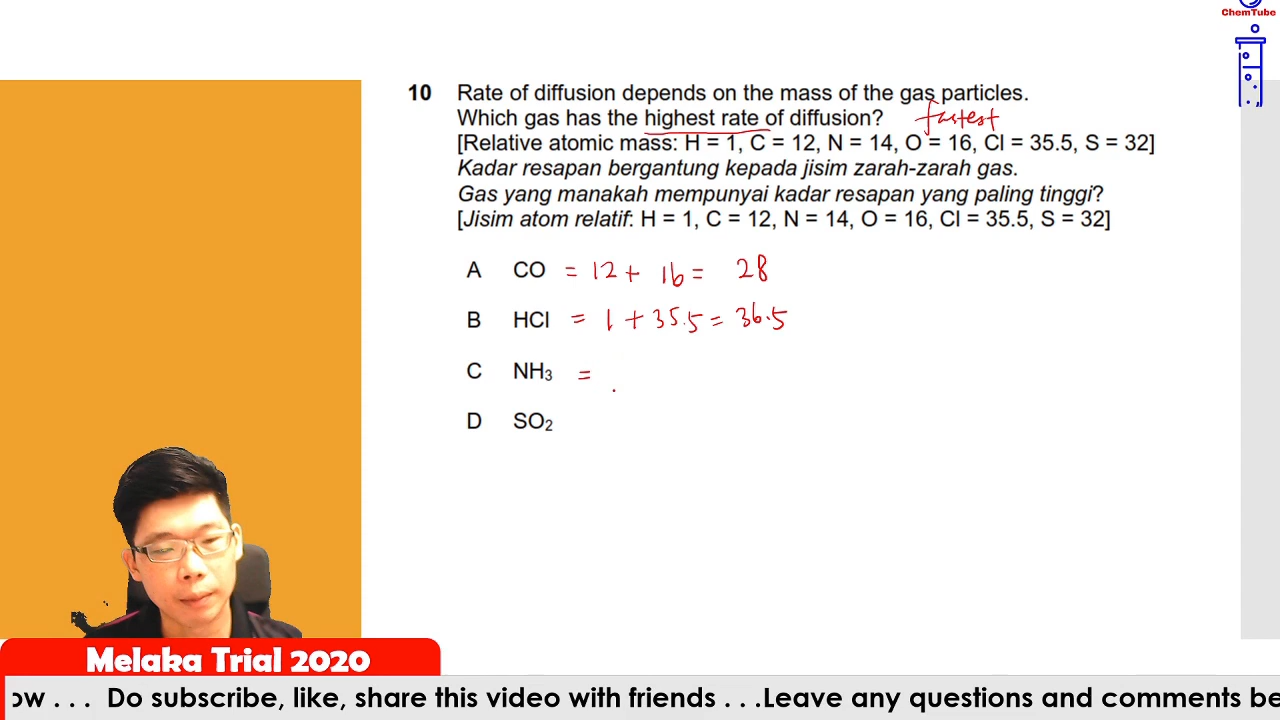 ChemTube
10 Rate of diffusion depends on the mass of the gas particles.
Which gas has the highest rate of diffusion? fastest
[Relative atomic mass: H = 1, C = 12, N = 14, O = 16, Cl = 35.5, S = 32]
Kadar resapan bergantung kepada jisim zarah-zarah gas.
Gas yang manakah mempunyai kadar resapan yang paling tinggi?
[Jisim atom relatif: H = 1, C = 12, N = 14, O = 16, Cl = 35.5, S = 32]
A CO = 12 + 16 = 28
B HCl = 1 + 35.5 = 36.5
C NH₃ =
D SO₂
Melaka Trial 2020
ow . . . Do subscribe, like, share this video with friends . . .Leave any questions and comments be